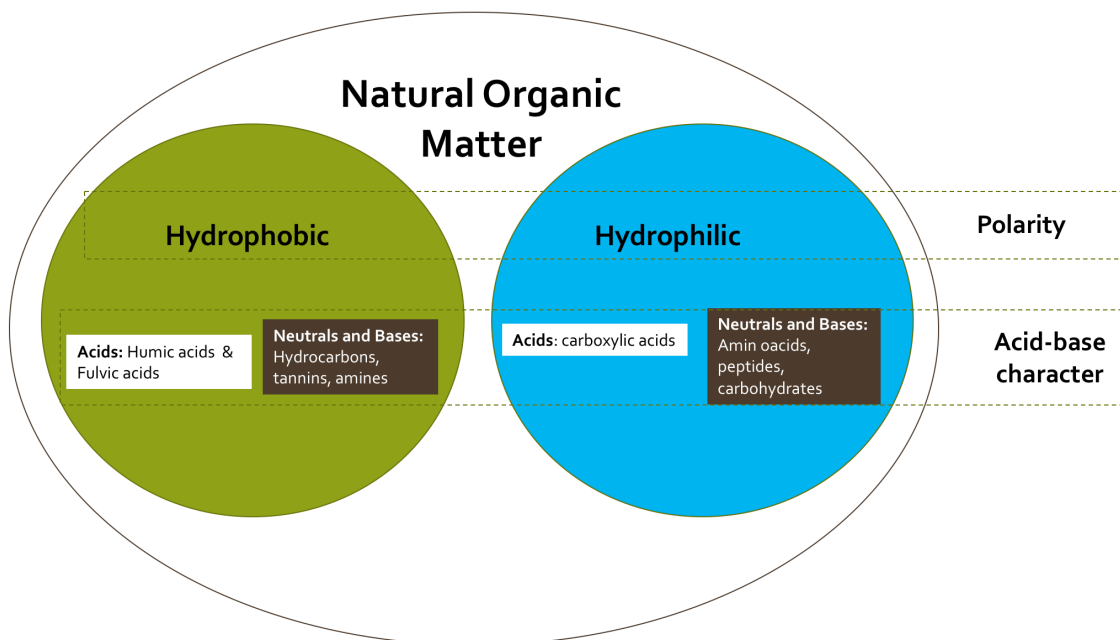 Natural Organic
Matter
Hydrophobic
Hydrophilic
Polarity
Acids: Humic acids &
Fulvic acids
Neutrals and Bases:
Hydrocarbons,
tannins, amines
Acids: carboxylic acids
Neutrals and Bases:
Amin oacids,
peptides,
carbohydrates
Acid-base
character